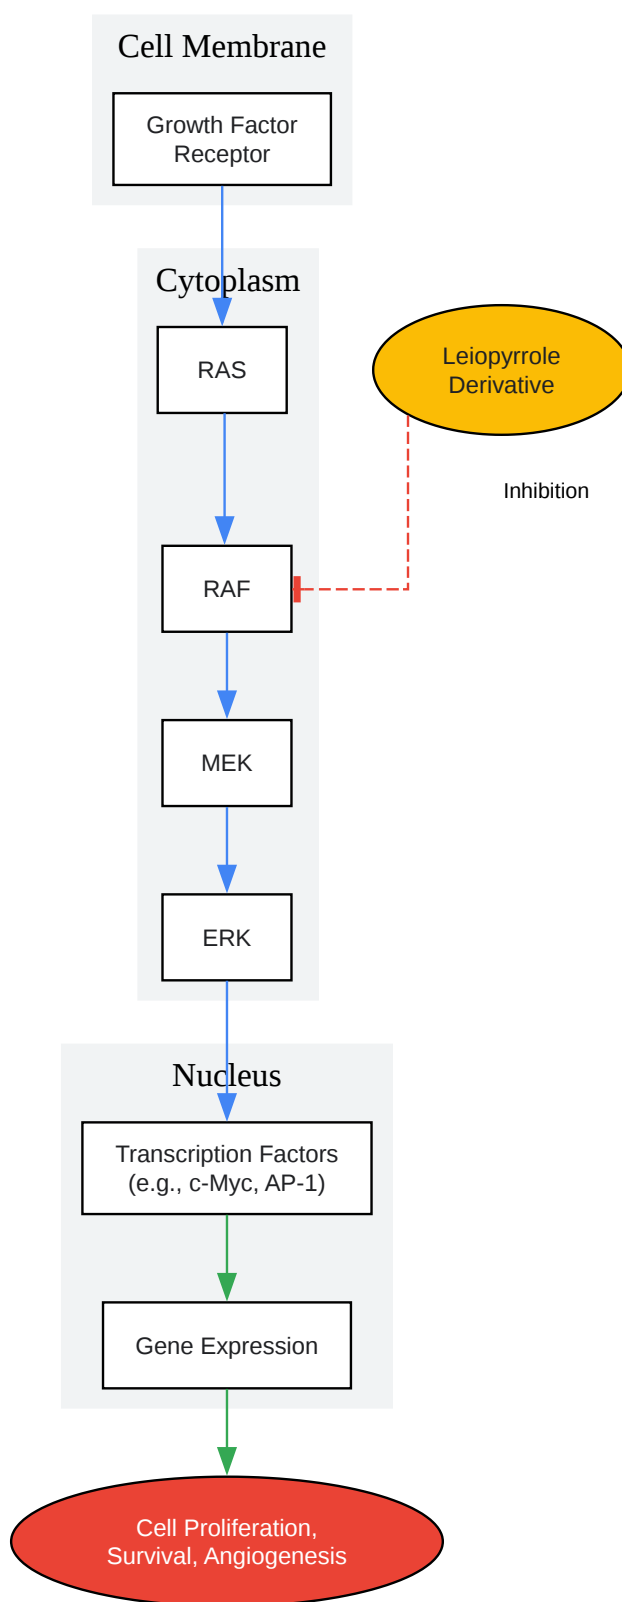 Cell Membrane
Growth Factor
Receptor
Cytoplasm
RAS
Leiopyrrole
Derivative
Inhibition
RAF
MEK
ERK
Nucleus
Transcription Factors
(e.g., c-Myc, AP-1)
Gene Expression
Cell Proliferation,
Survival, Angiogenesis